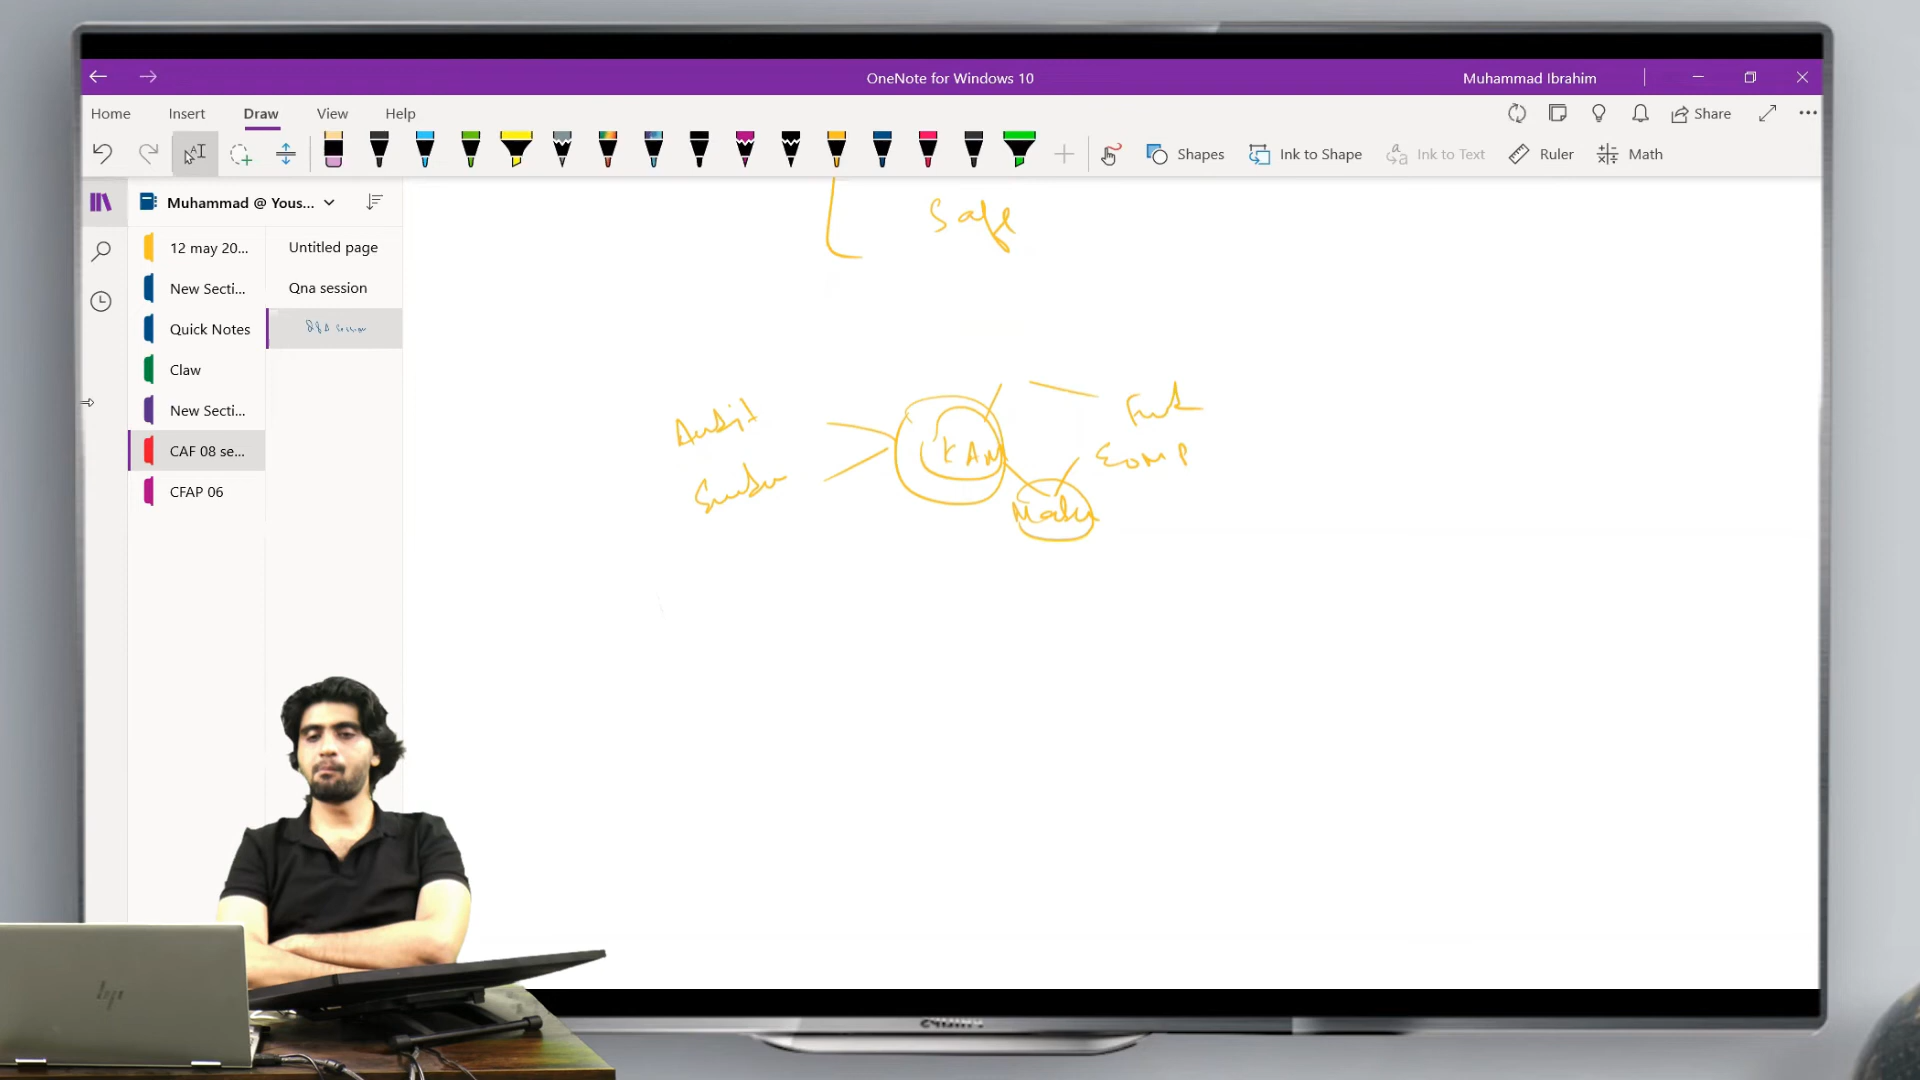 OneNote for Windows 10
Muhammad Ibrahim
Home Insert Draw View Help
Share
Shapes Ink to Shape Ink to Text Ruler Math
Muhammad @ Yous...
12 may 20...
New Secti...
Quick Notes
Claw
New Secti...
CAF 08 se...
CFAP 06
Untitled page
Qna session
Safe
Audit
KAM
Comp
hp